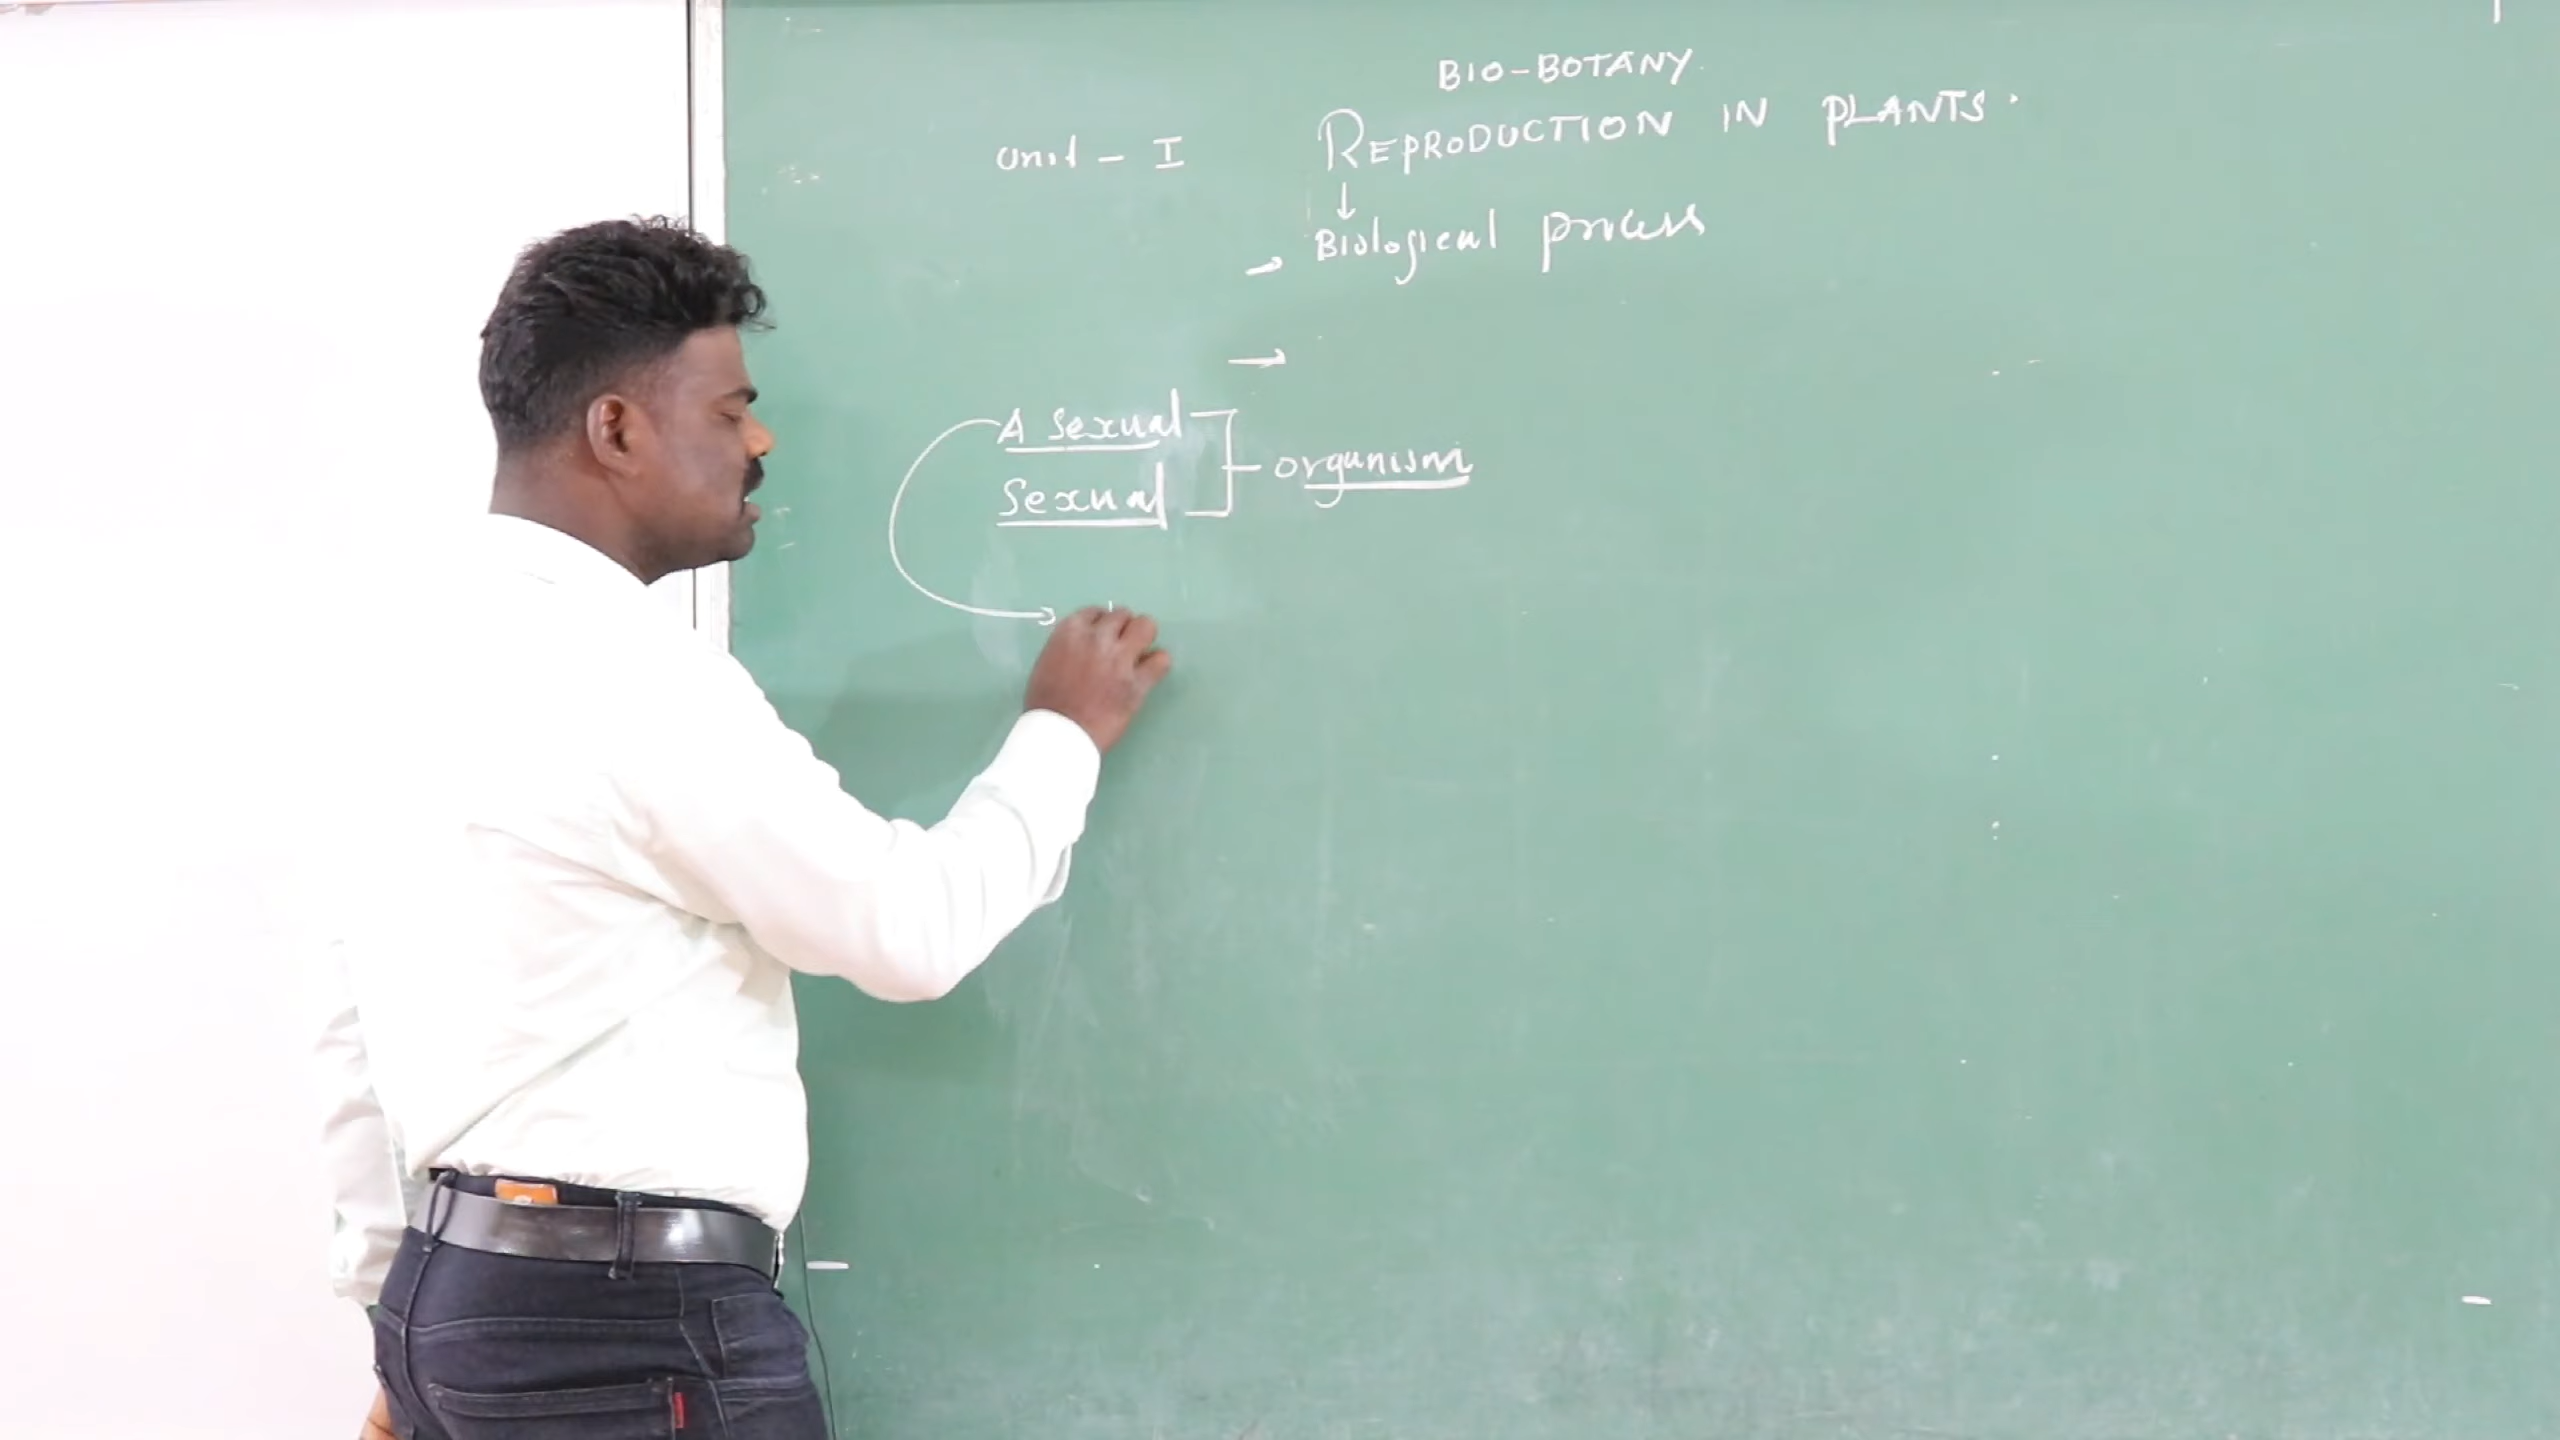 BIO-BOTANY.
Unit - I REPRODUCTION IN PLANTS.
↓
→ Biological process
→
A sexual
organism
Sexual